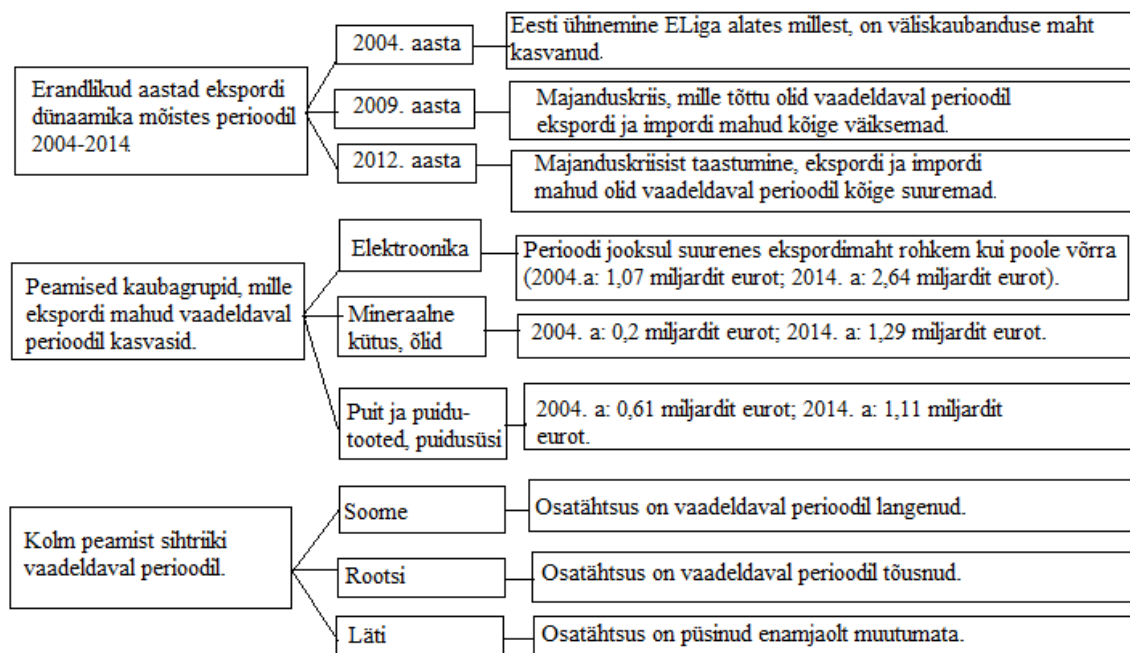 Erandlikud aastad ekspordi
dünaamika mõistes perioodil
2004-2014.
2004. aasta
Eesti ühinemine ELiga alates millest, on väliskaubanduse maht
kasvanud.
2009. aasta
Majanduskriis, mille tõttu olid vaadeldaval perioodil
ekspordi ja impordi mahud kõige väiksemad.
2012. aasta
Majanduskriisist taastumine, ekspordi ja impordi
mahud olid vaadeldaval perioodil kõige suuremad.
Peamised kaubagrupid, mille
ekspordi mahud vaadeldaval
perioodil kasvasid.
Elektroonika
Perioodi jooksul suurenes ekspordimaht rohkem kui poole võrra
(2004.a: 1,07 miljardit eurot; 2014. a: 2,64 miljardit eurot).
Mineraalne
kütus, õlid
2004. a: 0,2 miljardit eurot; 2014. a: 1,29 miljardit eurot.
Puit ja puidu-
tooted, puidusüsi
2004. a: 0,61 miljardit eurot; 2014. a: 1,11 miljardit
eurot.
Kolm peamist sihtriiki
vaadeldaval perioodil.
Soome
Osatähtsus on vaadeldaval perioodil langenud.
Rootsi
Osatähtsus on vaadeldaval perioodil tõusnud.
Läti
Osatähtsus on püsinud enamjaolt muutumata.